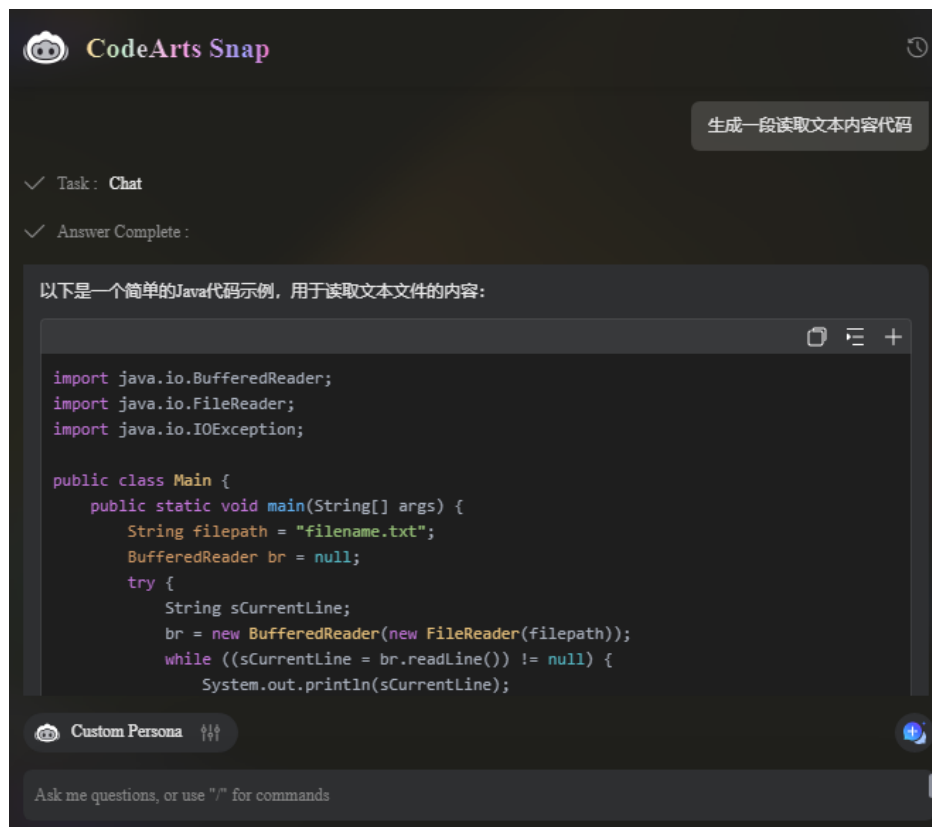 CodeArts Snap
生成一段读取文本内容代码
Task : Chat
Answer Complete :
以下是一个简单的Java代码示例，用于读取文本文件的内容：
import java.io.BufferedReader;
import java.io.FileReader;
import java.io.IOException;
public class Main {
public static void main(String[] args) {
String filepath = "filename.txt";
BufferedReader br = null;
try {
String sCurrentLine;
br = new BufferedReader(new FileReader(filepath));
while ((sCurrentLine = br.readLine()) != null) {
System.out.println(sCurrentLine);
Custom Persona
Ask me questions, or use "/" for commands